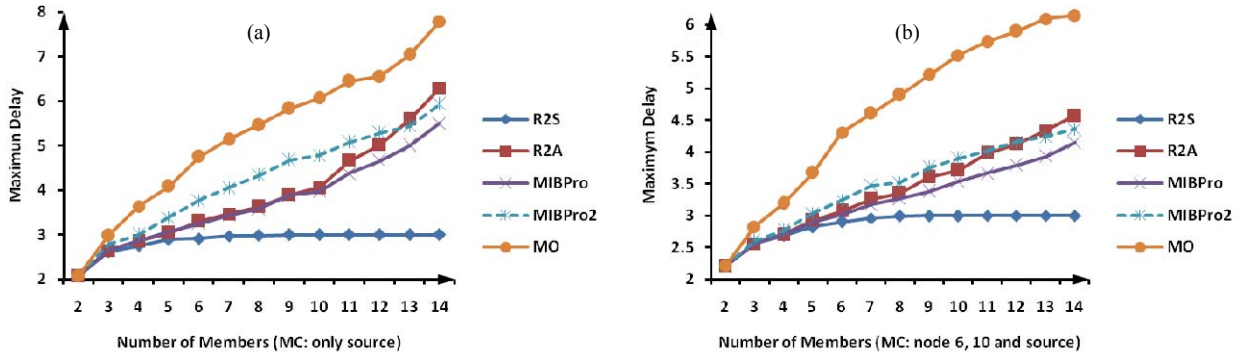 (a)
Maximum Delay
8
7
6
5
4
3
2
2 3 4 5 6 7 8 9 10 11 12 13 14
Number of Members (MC: only source)
R2S
R2A
MIBPro
MIBPro2
MO
(b)
Maximym Delay
6
5.5
5
4.5
4
3.5
3
2.5
2
2 3 4 5 6 7 8 9 10 11 12 13 14
Number of Members (MC: node 6, 10 and source)
R2S
R2A
MIBPro
MIBPro2
MO